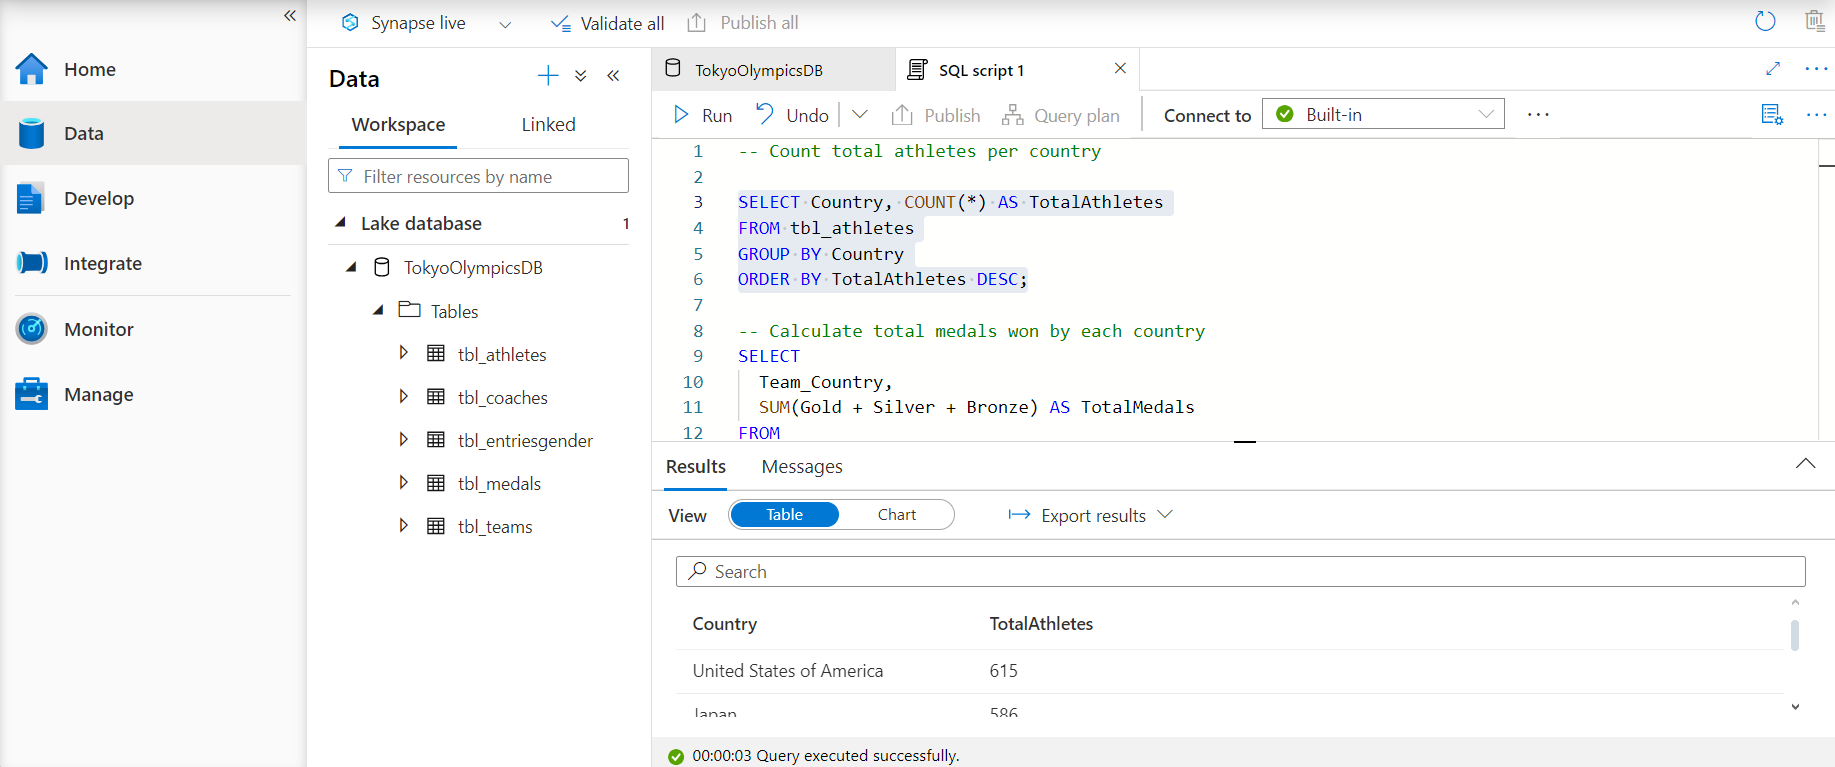 Home
Data
Develop
Integrate
Monitor
Manage
Synapse live
Validate all
Publish all
Data
Workspace
Linked
Filter resources by name
Lake database 1
TokyoOlympicsDB
Tables
tbl_athletes
tbl_coaches
tbl_entriesgender
tbl_medals
tbl_teams
TokyoOlympicsDB
SQL script 1
Run
Undo
Publish
Query plan
Connect to
Built-in
1 -- Count total athletes per country
2
3 SELECT Country, COUNT(*) AS TotalAthletes
4 FROM tbl_athletes
5 GROUP BY Country
6 ORDER BY TotalAthletes DESC;
7
8 -- Calculate total medals won by each country
9 SELECT
10 Team_Country,
11 SUM(Gold + Silver + Bronze) AS TotalMedals
12 FROM
Results
Messages
View
Table
Chart
Export results
Search
Country TotalAthletes
United States of America 615
Japan 586
00:00:03 Query executed successfully.